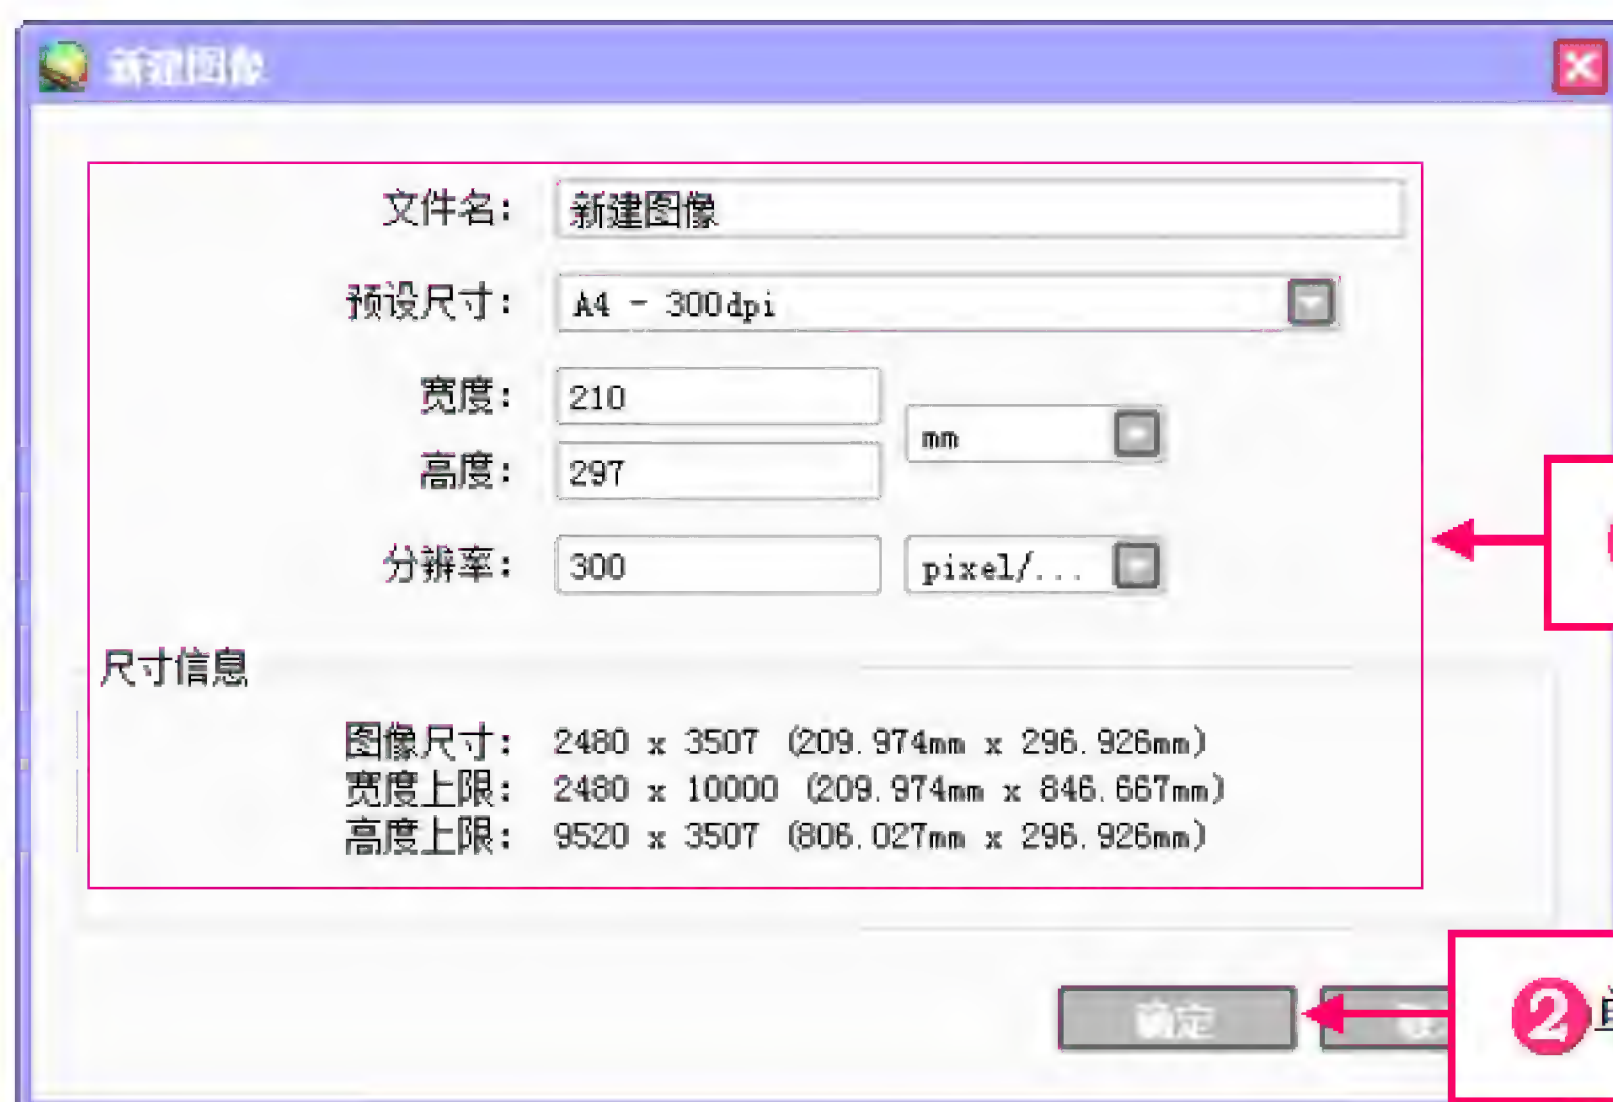 新建图像
文件名： 新建图像
预设尺寸： A4 - 300dpi
宽度： 210
mm
高度： 297
分辨率： 300 pixel/...
尺寸信息
图像尺寸： 2480 x 3507 (209.974mm x 296.926mm)
宽度上限： 2480 x 10000 (209.974mm x 846.667mm)
高度上限： 9520 x 3507 (806.027mm x 296.926mm)
确定
2